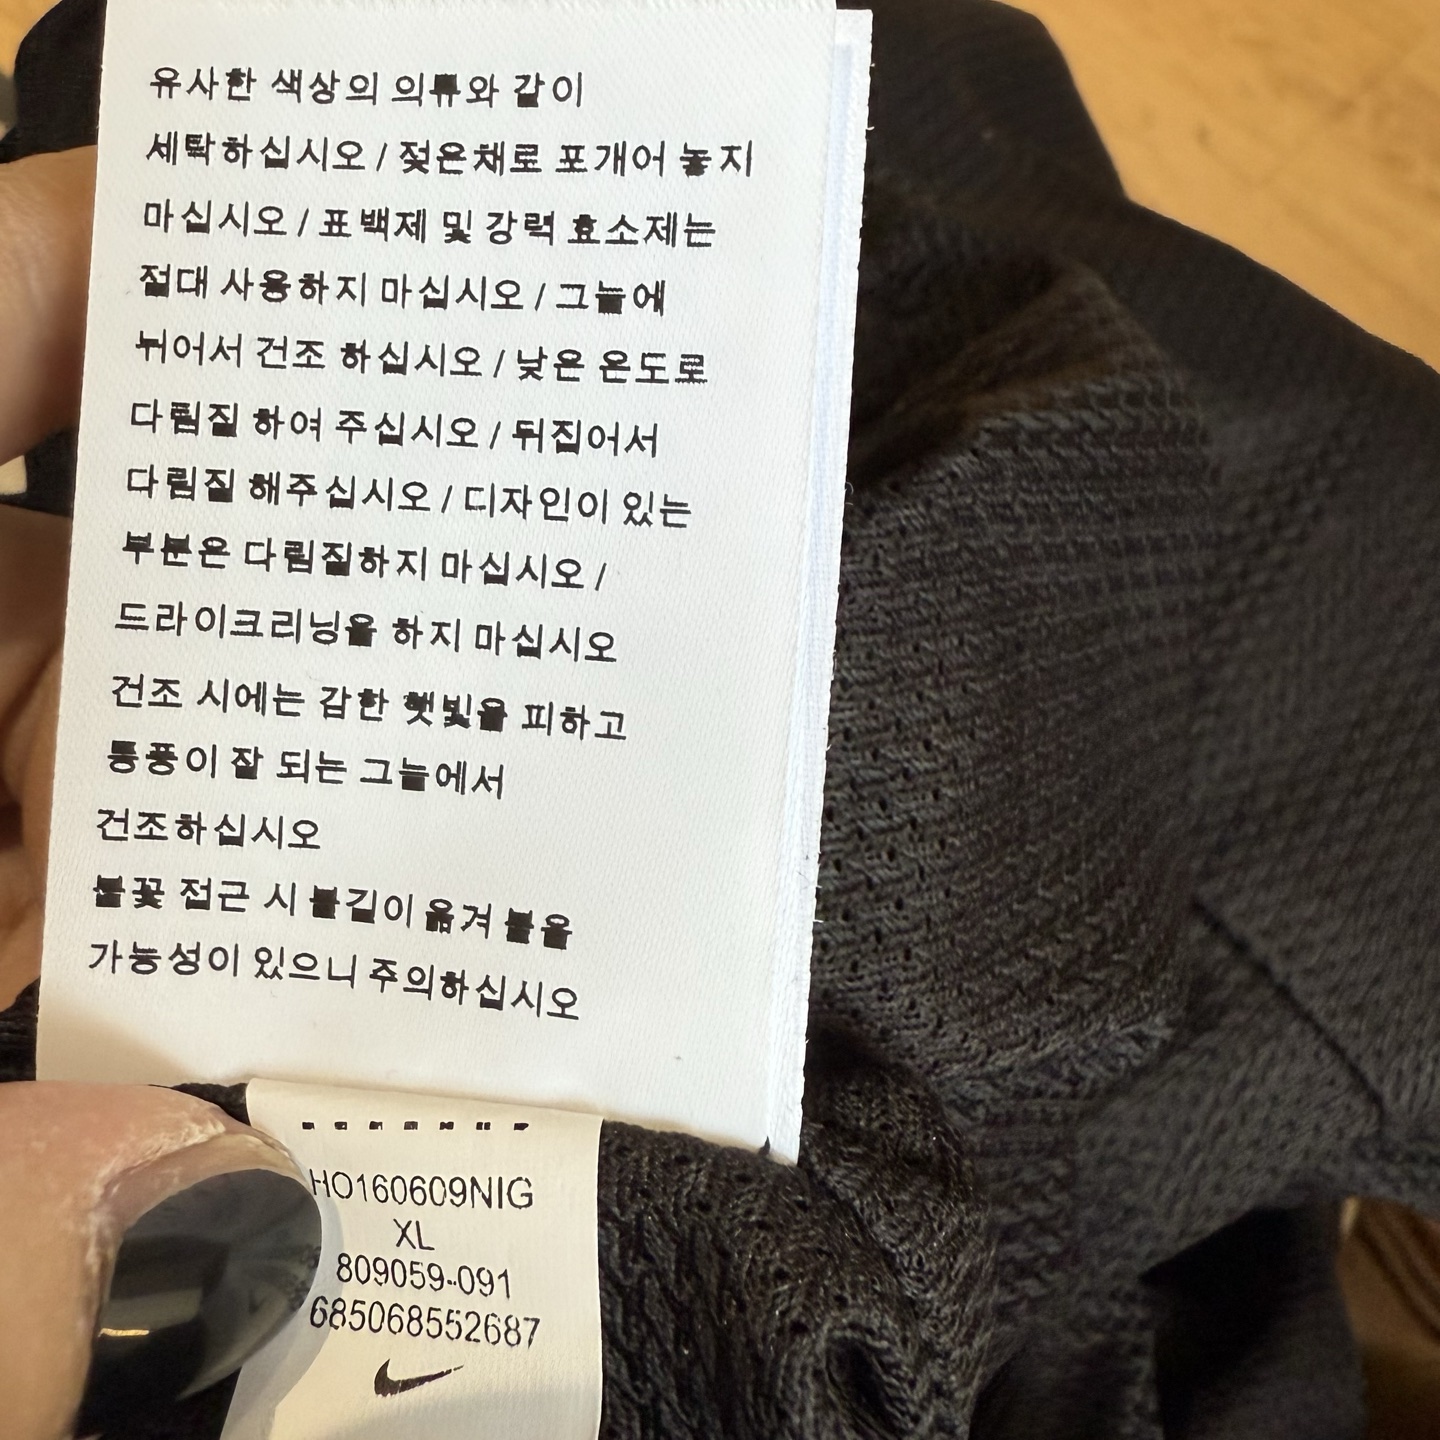 유사한 색상의 의류와 같이
세탁하십시오 / 젖은채로 포개어 놓지
마십시오 / 표백제 및 강력 효소제는
절대 사용하지 마십시오 / 그늘에
뉘어서 건조 하십시오 / 낮은 온도로
다림질 하여 주십시오 / 뒤집어서
다림질 해주십시오 / 디자인이 있는
부분은 다림질하지 마십시오 /
드라이크리닝을 하지 마십시오
건조 시에는 강한 햇빛을 피하고
통풍이 잘 되는 그늘에서
건조하십시오
불꽃 접근 시 불길이 옮겨 붙을
가능성이 있으니 주의하십시오
HO160609NIG
XL
809059-091
685068552687